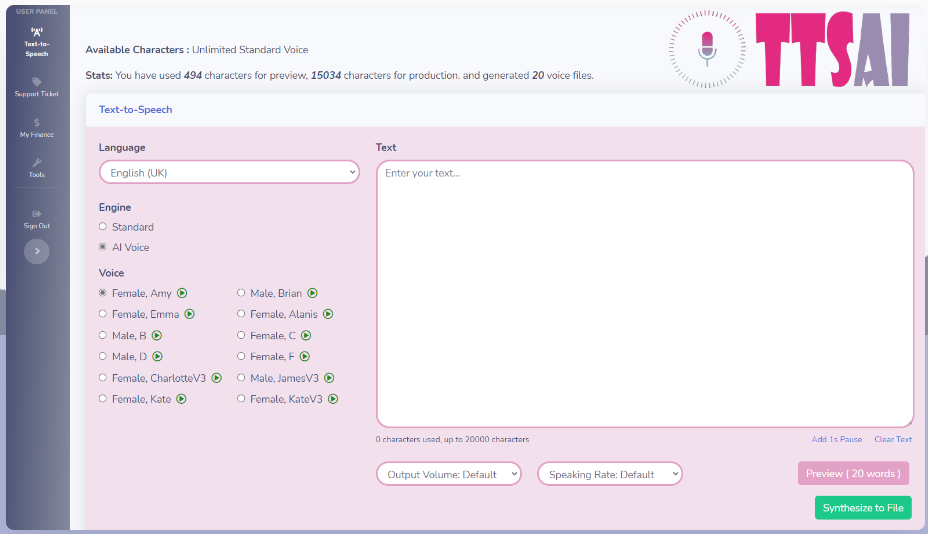 USER PANEL
Text-to-
Speech
Support Ticket
My Finance
Tools
Sign Out
Available Characters : Unlimited Standard Voice
TTSAI
Stats: You have used 494 characters for preview, 15034 characters for production. and generated 20 voice files.
Text-to-Speech
Language
English (UK)
Engine
Standard
AI Voice
Voice
Female, Amy
Male, Brian
Female, Emma
Female, Alanis
Male, B
Female, C
Male, D
Female, F
Female, CharlotteV3
Male, JamesV3
Female, Kate
Female, KateV3
Text
Enter your text...
0 characters used, up to 20000 characters
Add 1s Pause
Clear Text
Output Volume: Default
Speaking Rate: Default
Preview ( 20 words )
Synthesize to File